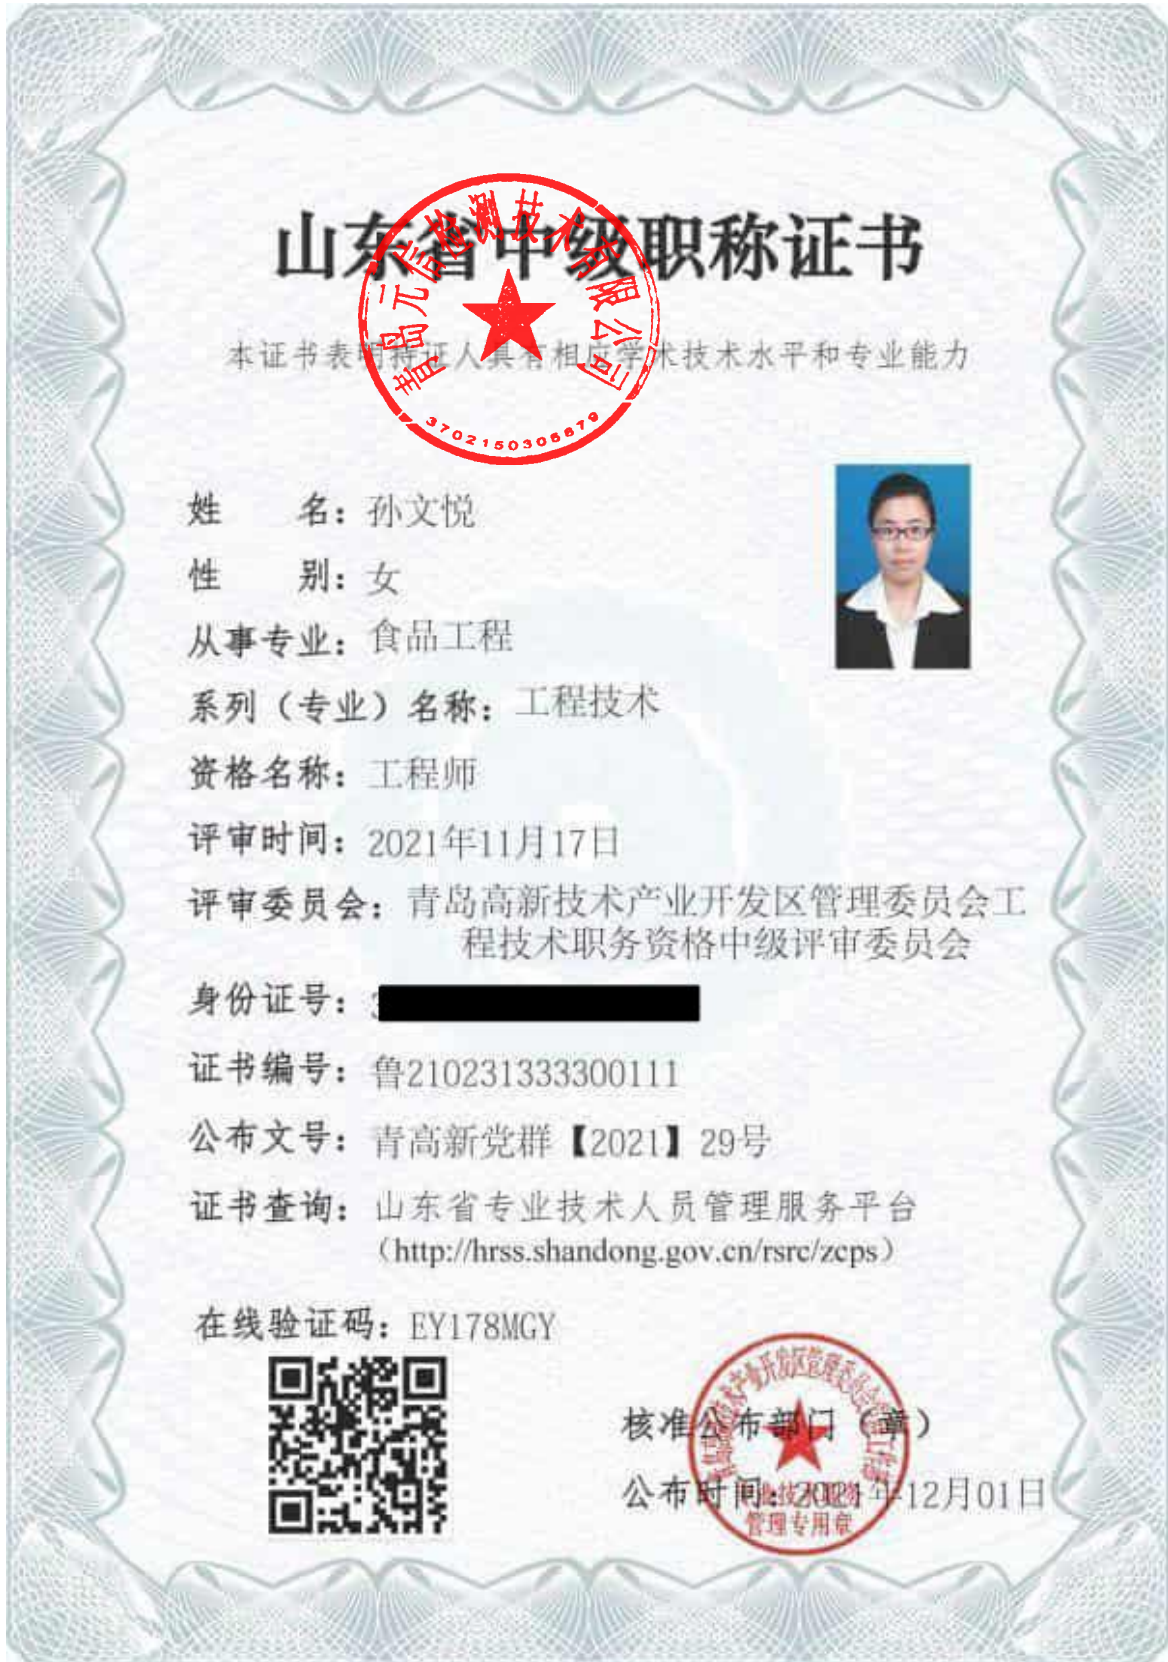 山东省中级职称证书
本证书表明持证人具有相应学术技术水平和专业能力
青岛元信检测技术有限公司
姓 名：孙文悦
性 别：女
从事专业：食品工程
系列（专业）名称：工程技术
资格名称：工程师
评审时间：2021年11月17日
评审委员会：青岛高新技术产业开发区管理委员会工
程技术职务资格中级评审委员会
身份证号：
证书编号：鲁210231333300111
公布文号：青高新党群【2021】29号
证书查询：山东省专业技术人员管理服务平台
（http://hrss.shandong.gov.cn/rsrc/zcps）
在线验证码：EY178MGY
核准公布部门（章）
公布时间：2021年12月01日
管理专用章